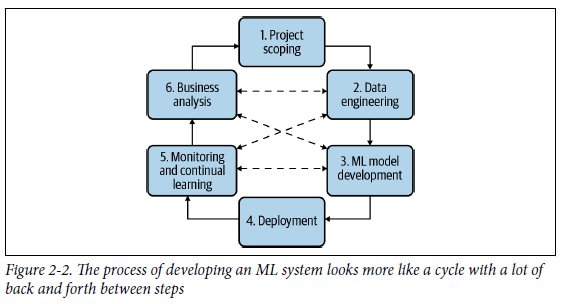 1. Project
scoping
6. Business
analysis
2. Data
engineering
5. Monitoring
and continual
learning
3. ML model
development
4. Deployment
Figure 2-2. The process of developing an ML system looks more like a cycle with a lot of
back and forth between steps